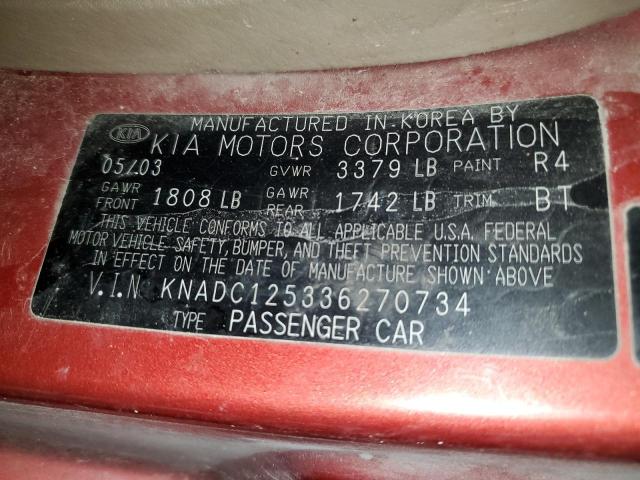 MANUFACTURED IN KOREA BY
KIA KIA MOTORS CORPORATION
05/03 GVWR 3379 LB PAINT R4
GAWR FRONT 1808 LB GAWR REAR 1742 LB TRIM BT
THIS VEHICLE CONFORMS TO ALL APPLICABLE U.S.A. FEDERAL
MOTOR VEHICLE SAFETY, BUMPER, AND THEFT PREVENTION STANDARDS
IN EFFECT ON THE DATE OF MANUFACTURE SHOWN ABOVE
V.I.N KNADC125336270734
TYPE PASSENGER CAR